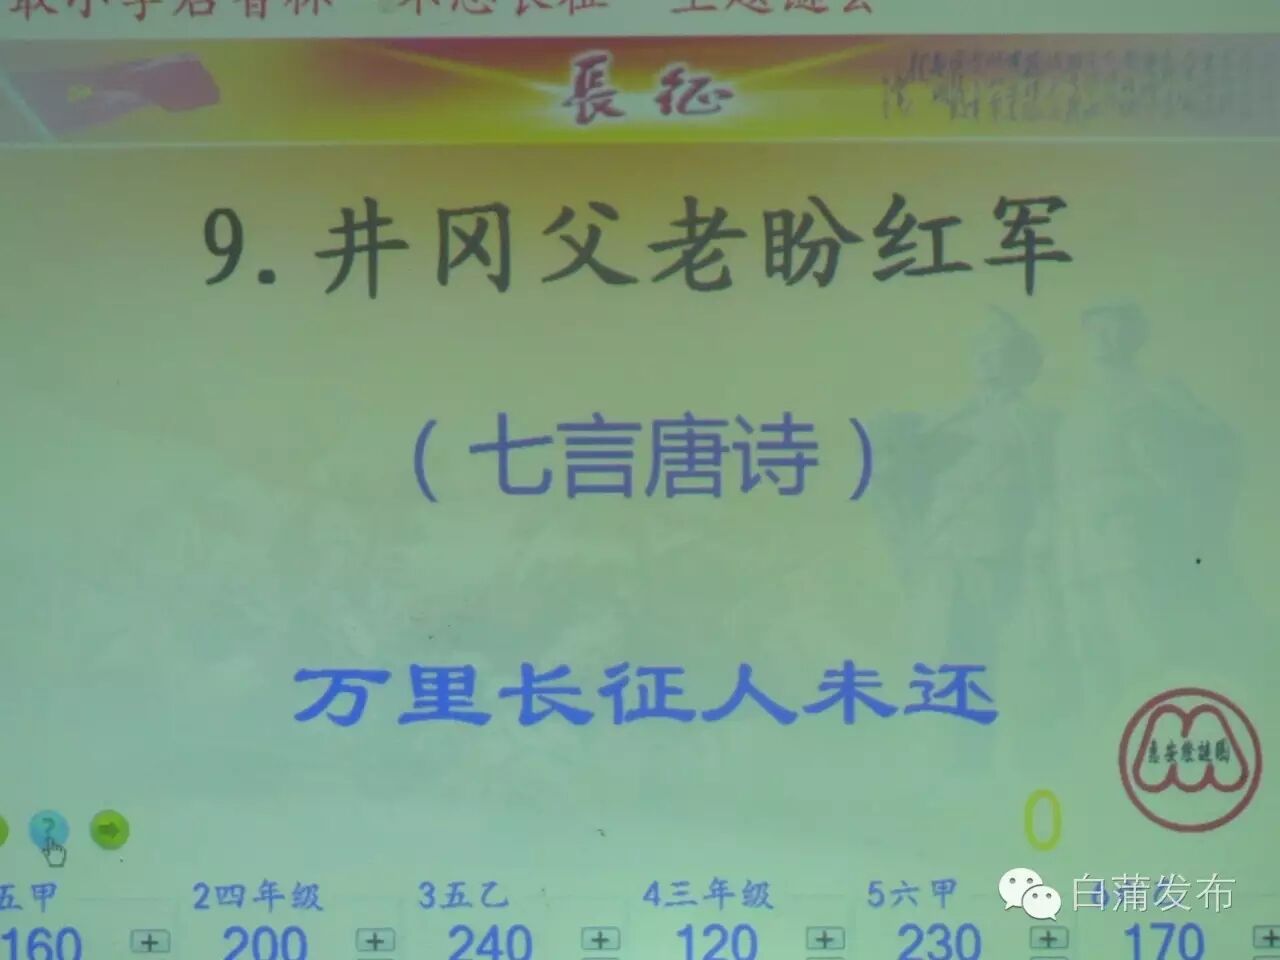 長征
9.井冈父老盼红军
(七言唐诗)
万里长征人未还
0
五甲 2四年级 3五乙 4三年级 5六甲
160 200 240 120 230 170
白蒲发布